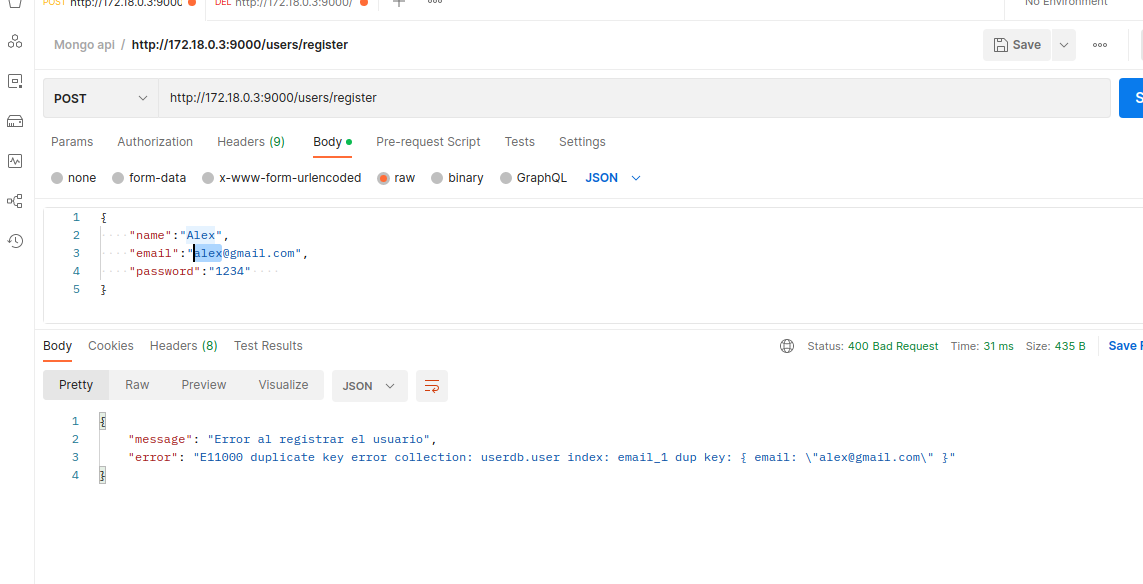 POST http://172.18.0.3:9000 DEL http://172.18.0.3:9000/ No Environment
Mongo api / http://172.18.0.3:9000/users/register Save
POST http://172.18.0.3:9000/users/register S
Params Authorization Headers (9) Body Pre-request Script Tests Settings
none form-data x-www-form-urlencoded raw binary GraphQL JSON
1 {
2 ····"name":"Alex",
3 ····"email":"alex@gmail.com",
4 ····"password":"1234"····
5 }
Body Cookies Headers (8) Test Results Status: 400 Bad Request Time: 31 ms Size: 435 B Save
Pretty Raw Preview Visualize JSON
1 {
2 "message": "Error al registrar el usuario",
3 "error": "E11000 duplicate key error collection: userdb.user index: email_1 dup key: { email: \"alex@gmail.com\" }"
4 }